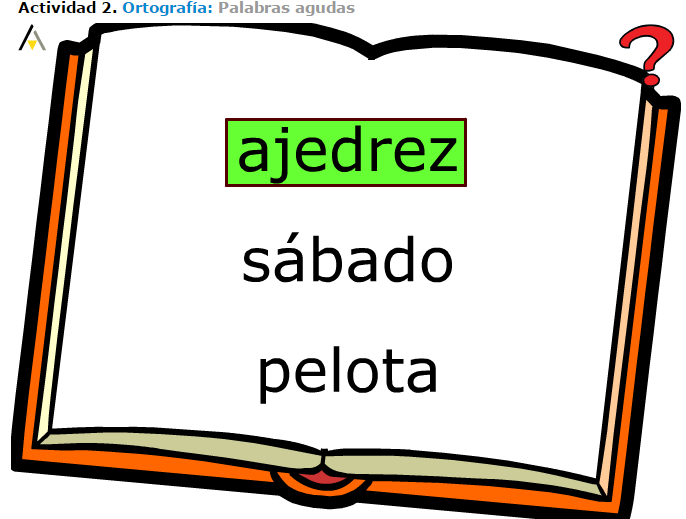 Actividad 2. Ortografía: Palabras agudas
?
ajedrez
sábado
pelota